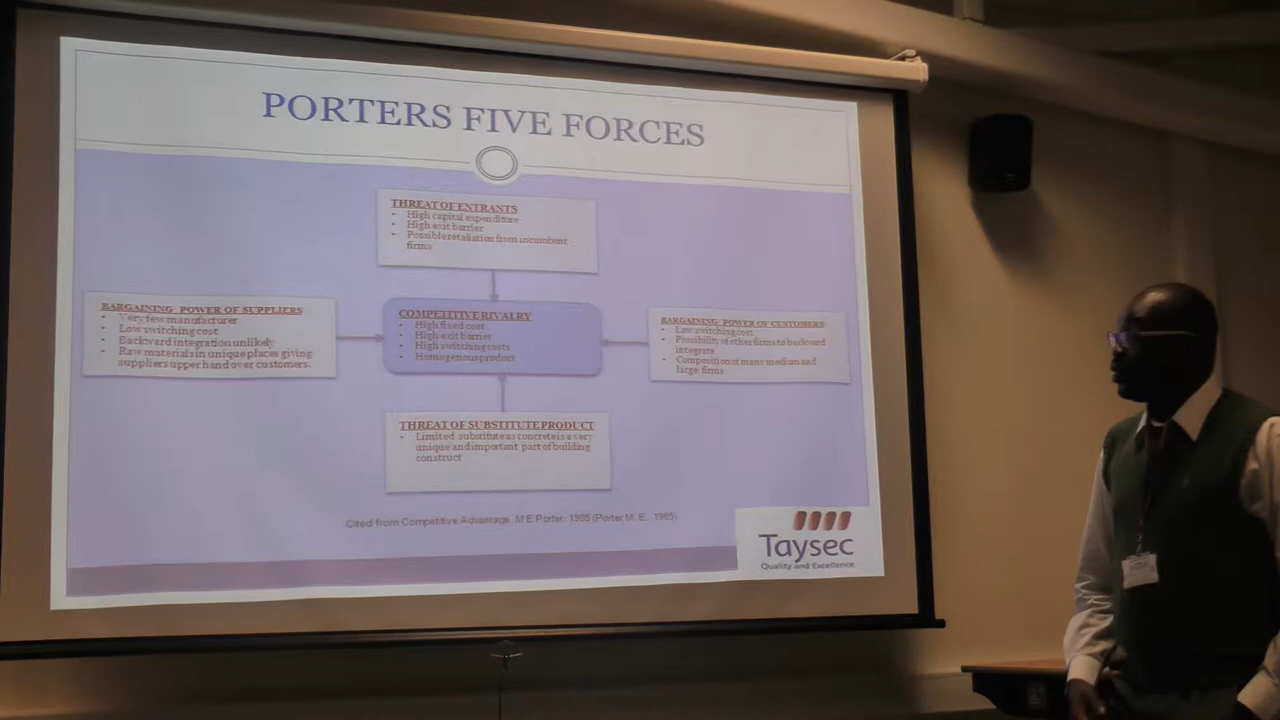 PORTERS FIVE FORCES
THREAT OF ENTRANTS
• High capital expenditure
• High exit barrier
• Possible retaliation from incumbent
firms
BARGAINING POWER OF SUPPLIERS
• Very few manufacturer
• Low switching cost
• Backward integration unlikely
• Raw materials in unique places giving
suppliers upper hand over customers.
COMPETITIVE RIVALRY
• High fixed cost
• High exit barrier
• High switching costs
• Homogenous product
BARGAINING POWER OF CUSTOMERS
• Low switching cost
• Possibility of other firms to backward
integrate
• Composition of many medium and
large firms
THREAT OF SUBSTITUTE PRODUCT
• Limited substitute as concrete is a very
unique and important part of building
construct
Cited from Competitive Advantage, M E Porter, 1985 (Porter M. E., 1985)
Taysec
Quality and Excellence